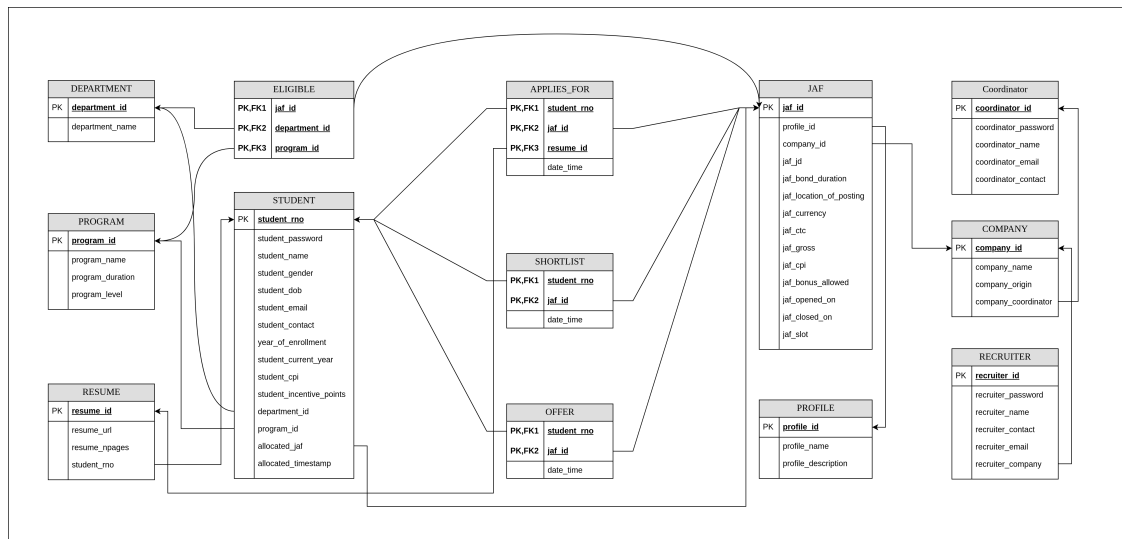 DEPARTMENT
PK department_id
department_name
PROGRAM
PK program_id
program_name
program_duration
program_level
RESUME
PK resume_id
resume_url
resume_npages
student_rno
ELIGIBLE
PK,FK1 jaf_id
PK,FK2 department_id
PK,FK3 program_id
STUDENT
PK student_rno
student_password
student_name
student_gender
student_dob
student_email
student_contact
year_of_enrollment
student_current_year
student_cpi
student_incentive_points
department_id
program_id
allocated_jaf
allocated_timestamp
APPLIES_FOR
PK,FK1 student_rno
PK,FK2 jaf_id
PK,FK3 resume_id
date_time
SHORTLIST
PK,FK1 student_rno
PK,FK2 jaf_id
date_time
OFFER
PK,FK1 student_rno
PK,FK2 jaf_id
date_time
JAF
PK jaf_id
profile_id
company_id
jaf_jd
jaf_bond_duration
jaf_location_of_posting
jaf_currency
jaf_ctc
jaf_gross
jaf_cpi
jaf_bonus_allowed
jaf_opened_on
jaf_closed_on
jaf_slot
PROFILE
PK profile_id
profile_name
profile_description
Coordinator
PK coordinator_id
coordinator_password
coordinator_name
coordinator_email
coordinator_contact
COMPANY
PK company_id
company_name
company_origin
company_coordinator
RECRUITER
PK recruiter_id
recruiter_password
recruiter_name
recruiter_contact
recruiter_email
recruiter_company